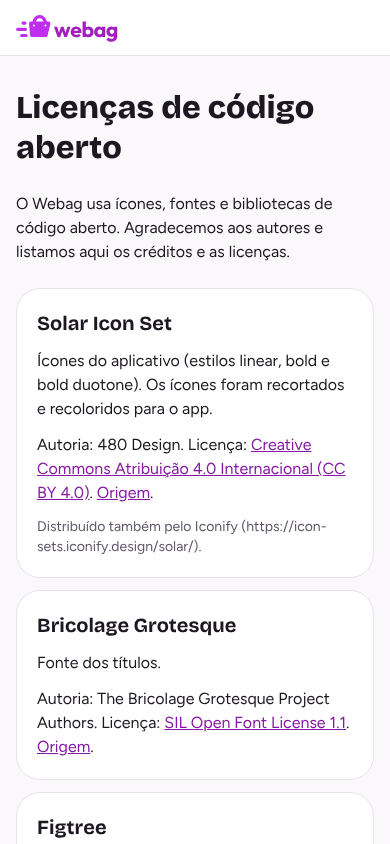 webag
Licenças de código
aberto
O Webag usa ícones, fontes e bibliotecas de
código aberto. Agradecemos aos autores e
listamos aqui os créditos e as licenças.
Solar Icon Set
Ícones do aplicativo (estilos linear, bold e
bold duotone). Os ícones foram recortados
e recoloridos para o app.
Autoria: 480 Design. Licença: Creative
Commons Atribuição 4.0 Internacional (CC
BY 4.0). Origem.
Distribuído também pelo Iconify (https://icon-
sets.iconify.design/solar/).
Bricolage Grotesque
Fonte dos títulos.
Autoria: The Bricolage Grotesque Project
Authors. Licença: SIL Open Font License 1.1.
Origem.
Figtree